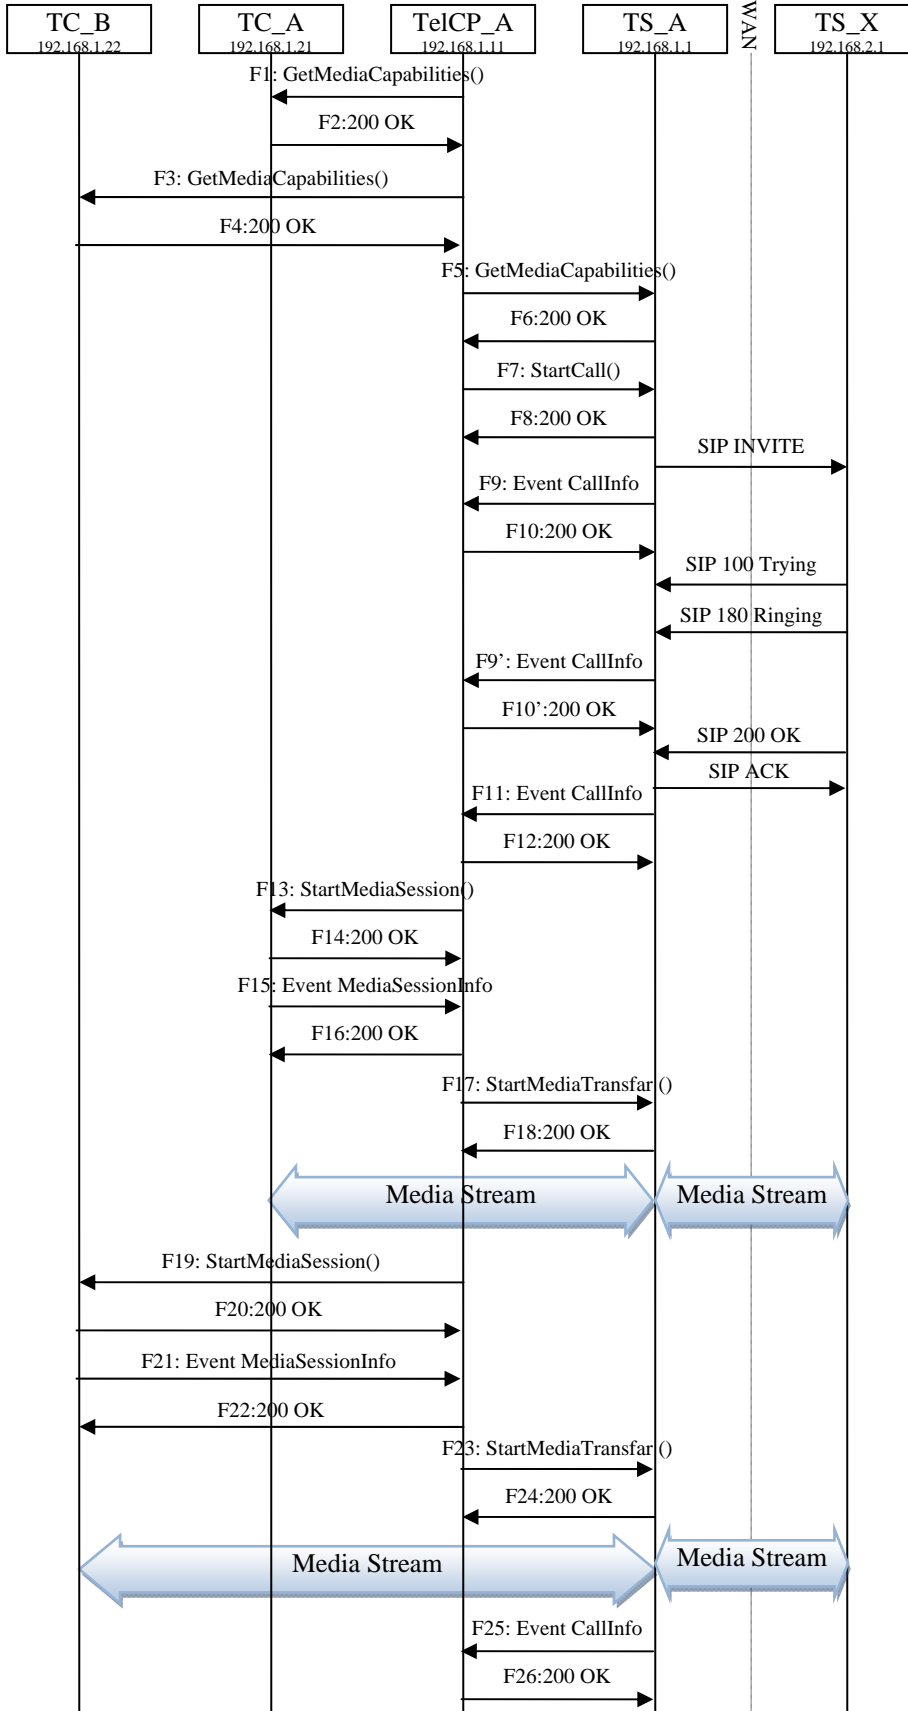 TC_B
192.168.1.22
TC_A
192.168.1.21
TelCP_A
192.168.1.11
TS_A
192.168.1.1
WAN
TS_X
192.168.2.1
F1: GetMediaCapabilities()
F2:200 OK
F3: GetMediaCapabilities()
F4:200 OK
F5: GetMediaCapabilities()
F6:200 OK
F7: StartCall()
F8:200 OK
SIP INVITE
F9: Event CallInfo
F10:200 OK
SIP 100 Trying
SIP 180 Ringing
F9’: Event CallInfo
F10’:200 OK
SIP 200 OK
SIP ACK
F11: Event CallInfo
F12:200 OK
F13: StartMediaSession()
F14:200 OK
F15: Event MediaSessionInfo
F16:200 OK
F17: StartMediaTransfar ()
F18:200 OK
Media Stream
Media Stream
F19: StartMediaSession()
F20:200 OK
F21: Event MediaSessionInfo
F22:200 OK
F23: StartMediaTransfar ()
F24:200 OK
Media Stream
Media Stream
F25: Event CallInfo
F26:200 OK